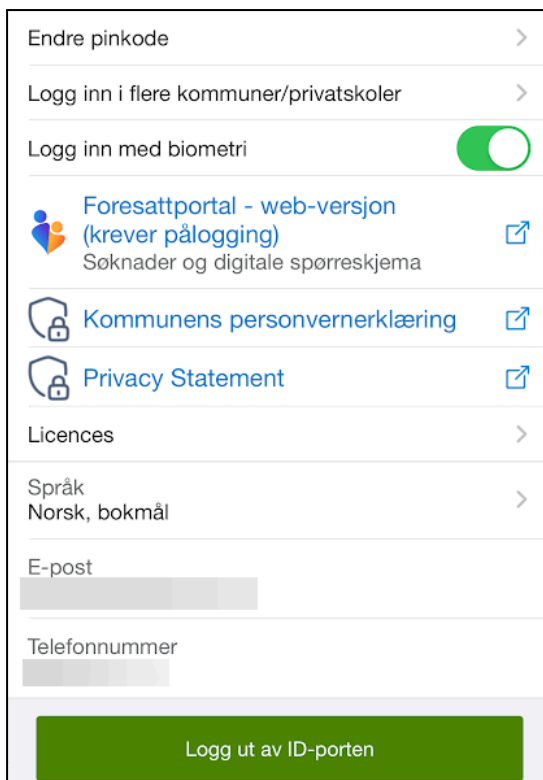 Endre pinkode
Logg inn i flere kommuner/privatskoler
Logg inn med biometri
Foresattportal - web-versjon
(krever pålogging)
Søknader og digitale spørreskjema
Kommunens personvernerklæring
Privacy Statement
Licences
Språk
Norsk, bokmål
E-post
Telefonnummer
Logg ut av ID-porten